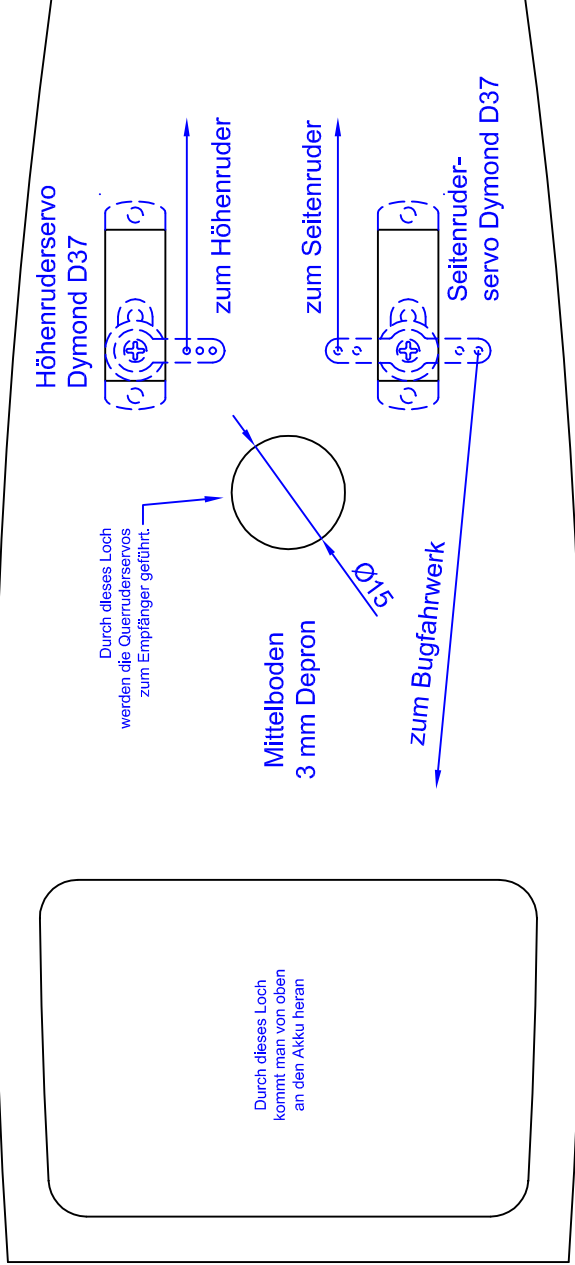 Höhenruderservo
Dymond D37
zum Höhenruder
zum Seitenruder
Seitenruder-
servo Dymond D37
Durch dieses Loch
werden die Querruderservos
zum Empfänger geführt.
Ø15
Mittelboden
3 mm Depron
zum Bugfahrwerk
Durch dieses Loch
kommt man von oben
an den Akku heran